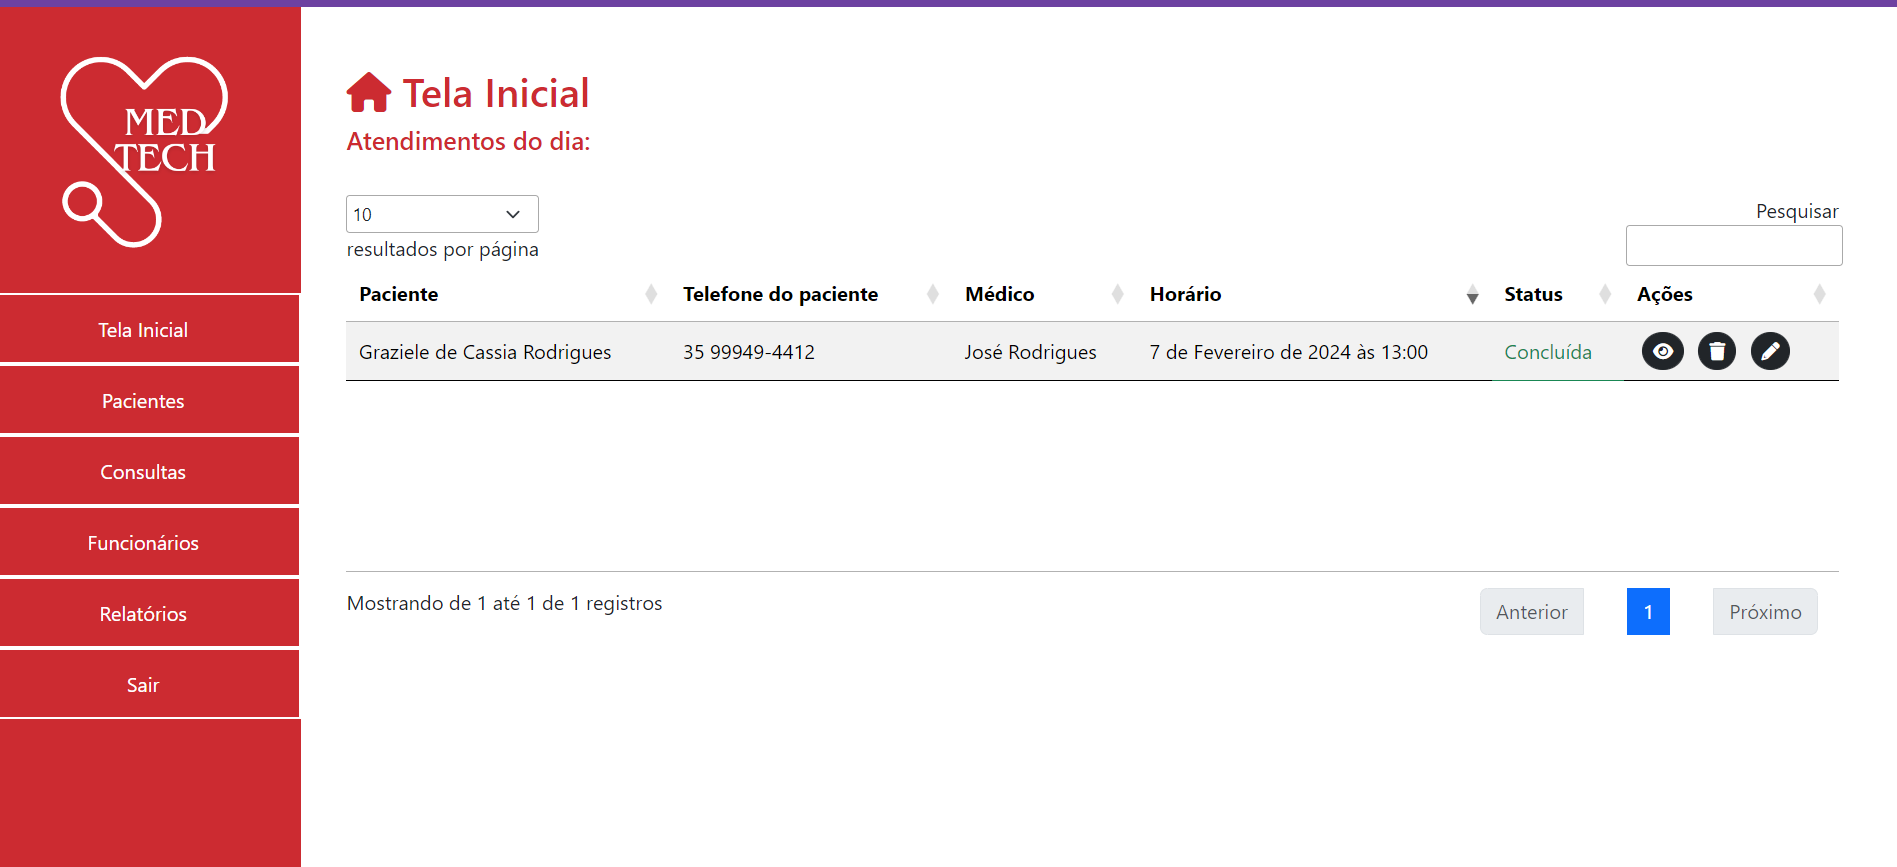 MED
TECH
Tela Inicial
Pacientes
Consultas
Funcionários
Relatórios
Sair
Tela Inicial
Atendimentos do dia:
10
resultados por página
Pesquisar
Paciente Telefone do paciente Médico Horário Status Ações
Graziele de Cassia Rodrigues 35 99949-4412 José Rodrigues 7 de Fevereiro de 2024 às 13:00 Concluída
Mostrando de 1 até 1 de 1 registros
Anterior 1 Próximo